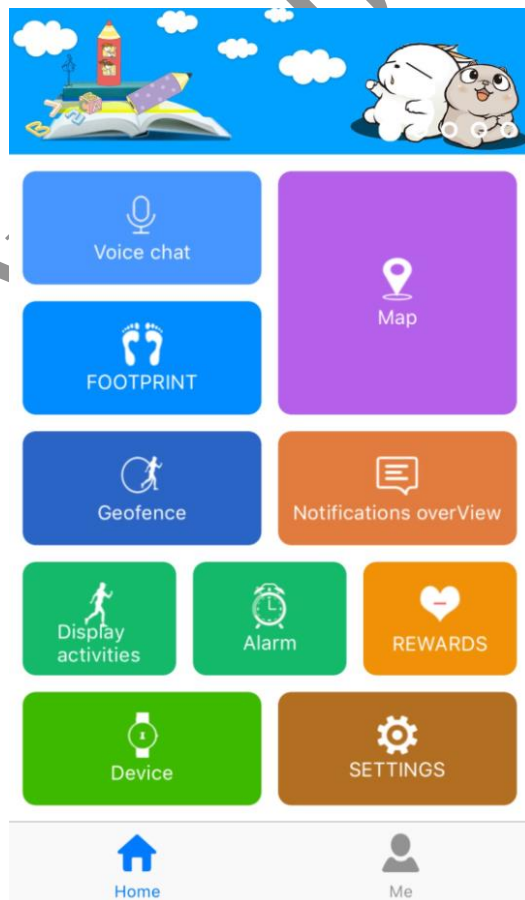 Voice chat
Map
FOOTPRINT
Geofence
Notifications overView
Display
activities
Alarm
REWARDS
Device
SETTINGS
Home
Me